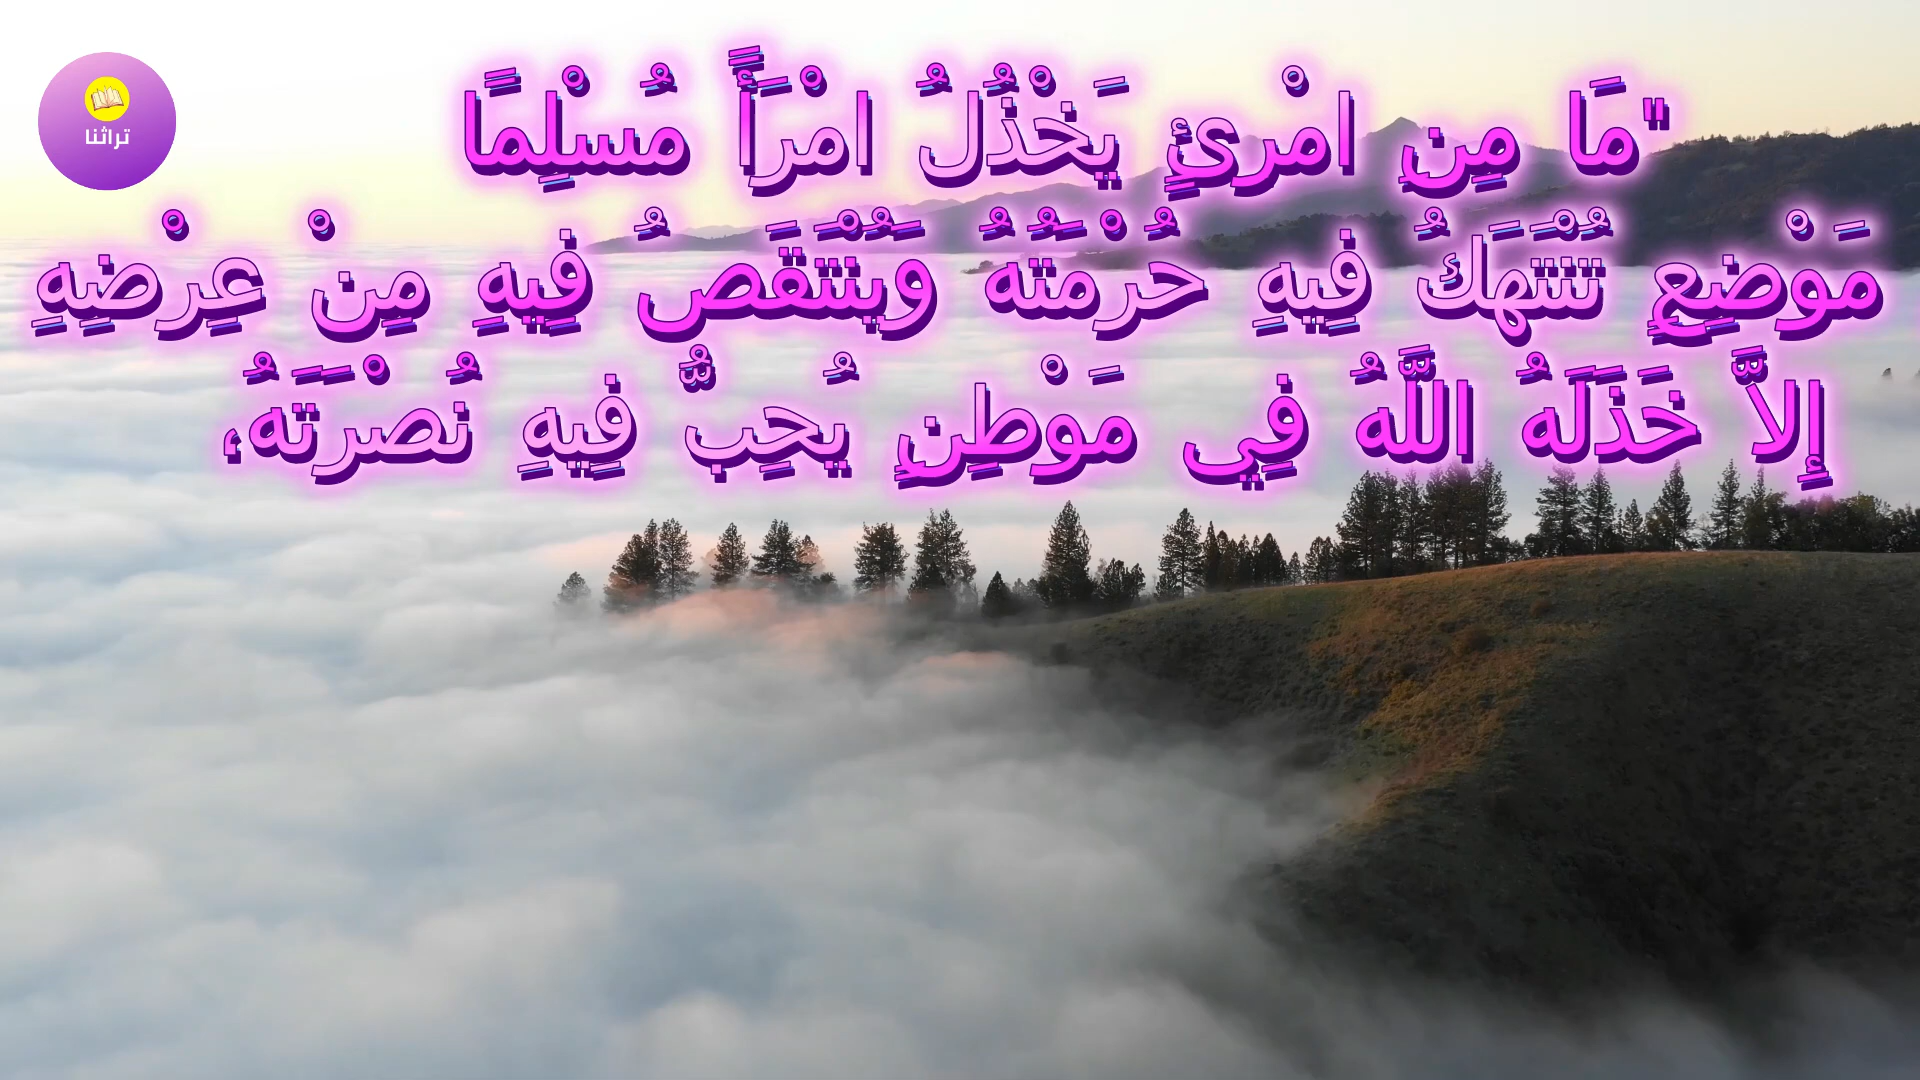 تراثنا
"مَا مِنِ امْرِئٍ يَخْذُلُ امْرَأً مُسْلِمًا
مَوْضِعٍ تُنْتَهَكُ فِيهِ حُرْمَتُهُ وَيُنْتَقَصُ فِيهِ مِنْ عِرْضِهِ
إِلاَّ خَذَلَهُ اللَّهُ فِي مَوْطِنٍ يُحِبُّ فِيهِ نُصْرَتَهُ،